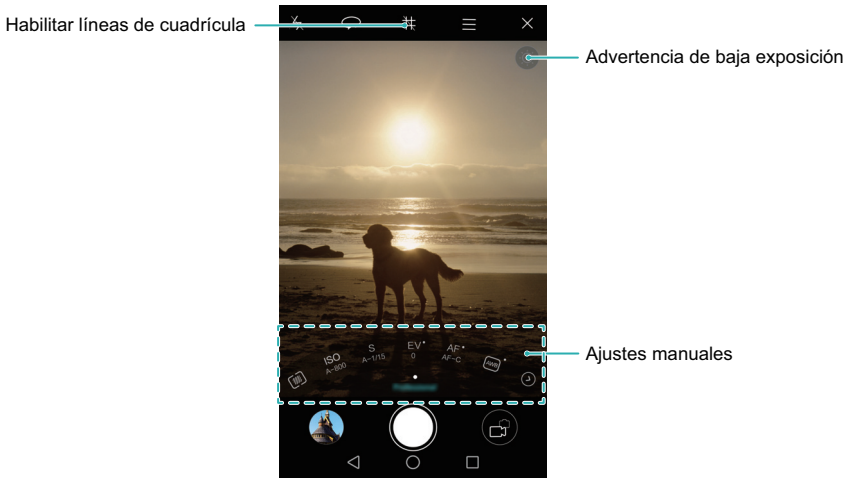 Habilitar líneas de cuadrícula
Advertencia de baja exposición
ISO
A-800
S
A-1/15
EV
0
AF
AF-C
AWB
Ajustes manuales